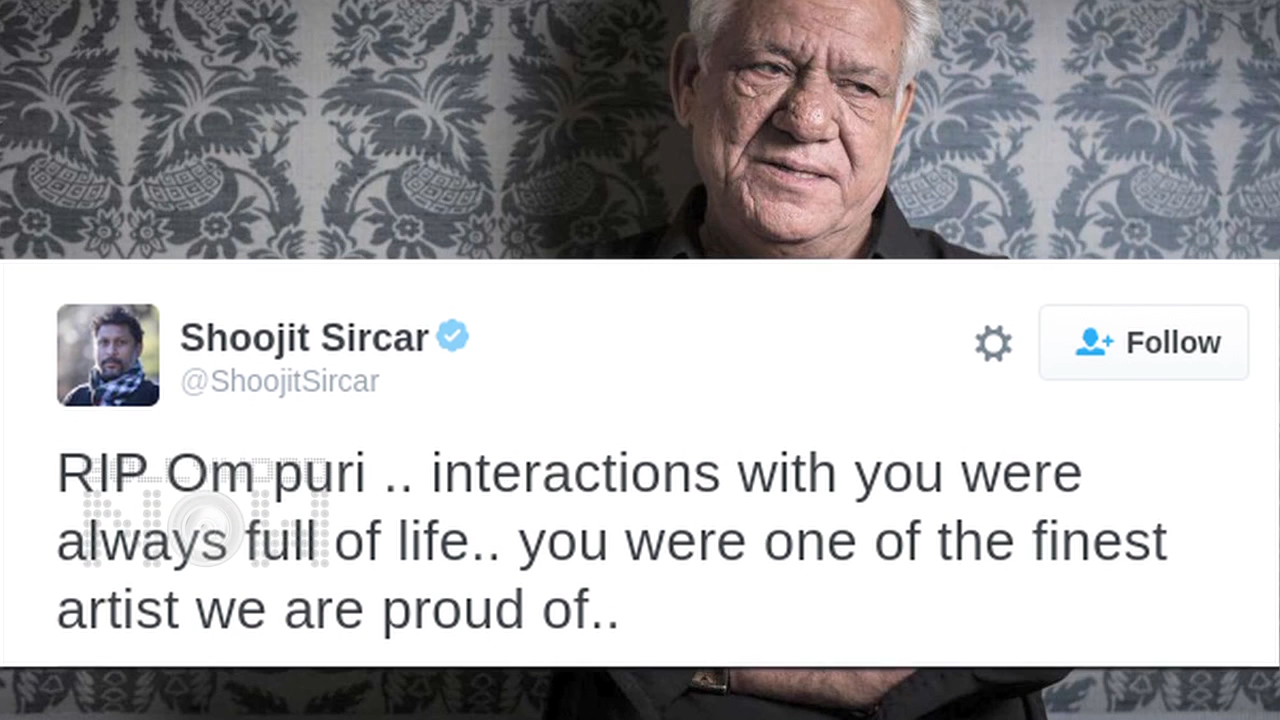 Shoojit Sircar
@ShoojitSircar
Follow
RIP Om puri .. interactions with you were
always full of life.. you were one of the finest
artist we are proud of..
NOW